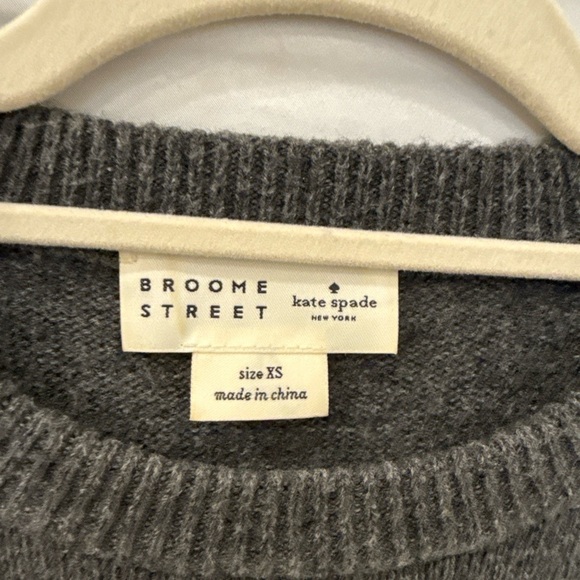 BROOME
STREET
kate spade
NEW YORK
size XS
made in china